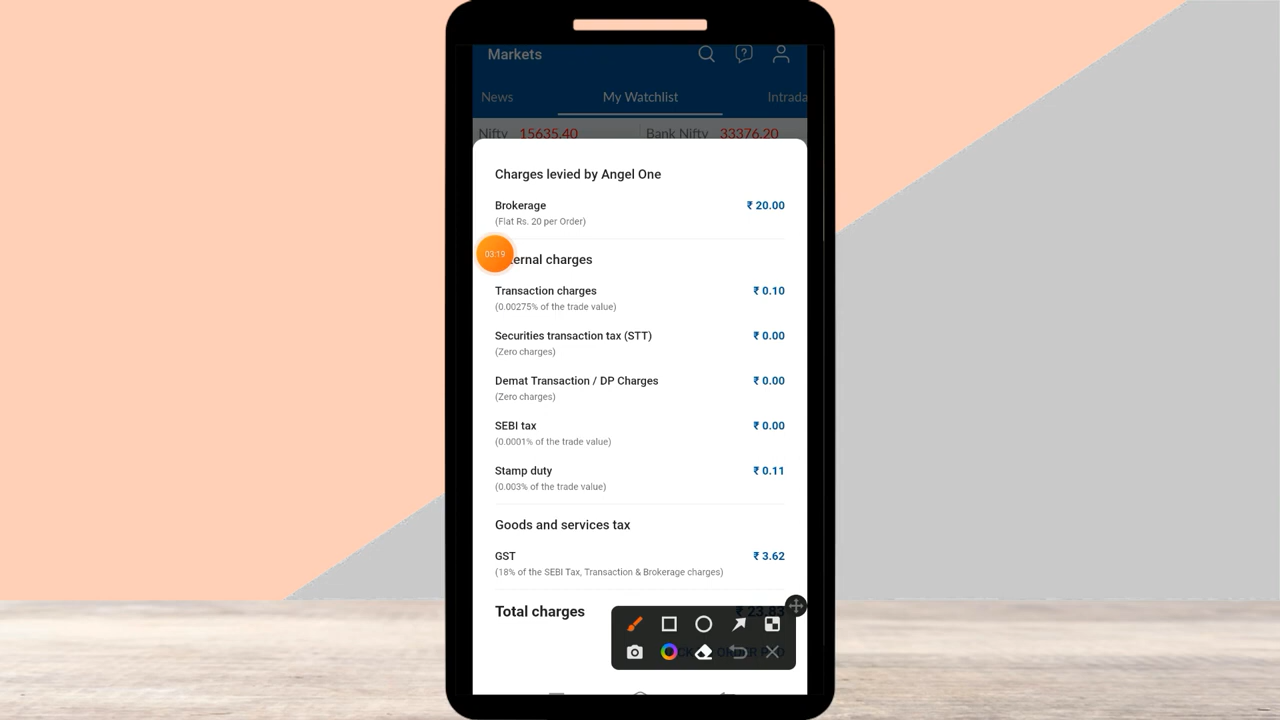 Markets
News
My Watchlist
Intrada
Nifty 15635.40
Bank Nifty 33376.20
Charges levied by Angel One
Brokerage
₹ 20.00
(Flat Rs. 20 per Order)
03:19
ernal charges
Transaction charges
₹ 0.10
(0.00275% of the trade value)
Securities transaction tax (STT)
₹ 0.00
(Zero charges)
Demat Transaction / DP Charges
₹ 0.00
(Zero charges)
SEBI tax
₹ 0.00
(0.0001% of the trade value)
Stamp duty
₹ 0.11
(0.003% of the trade value)
Goods and services tax
GST
₹ 3.62
(18% of the SEBI Tax, Transaction & Brokerage charges)
Total charges
₹ 23.83